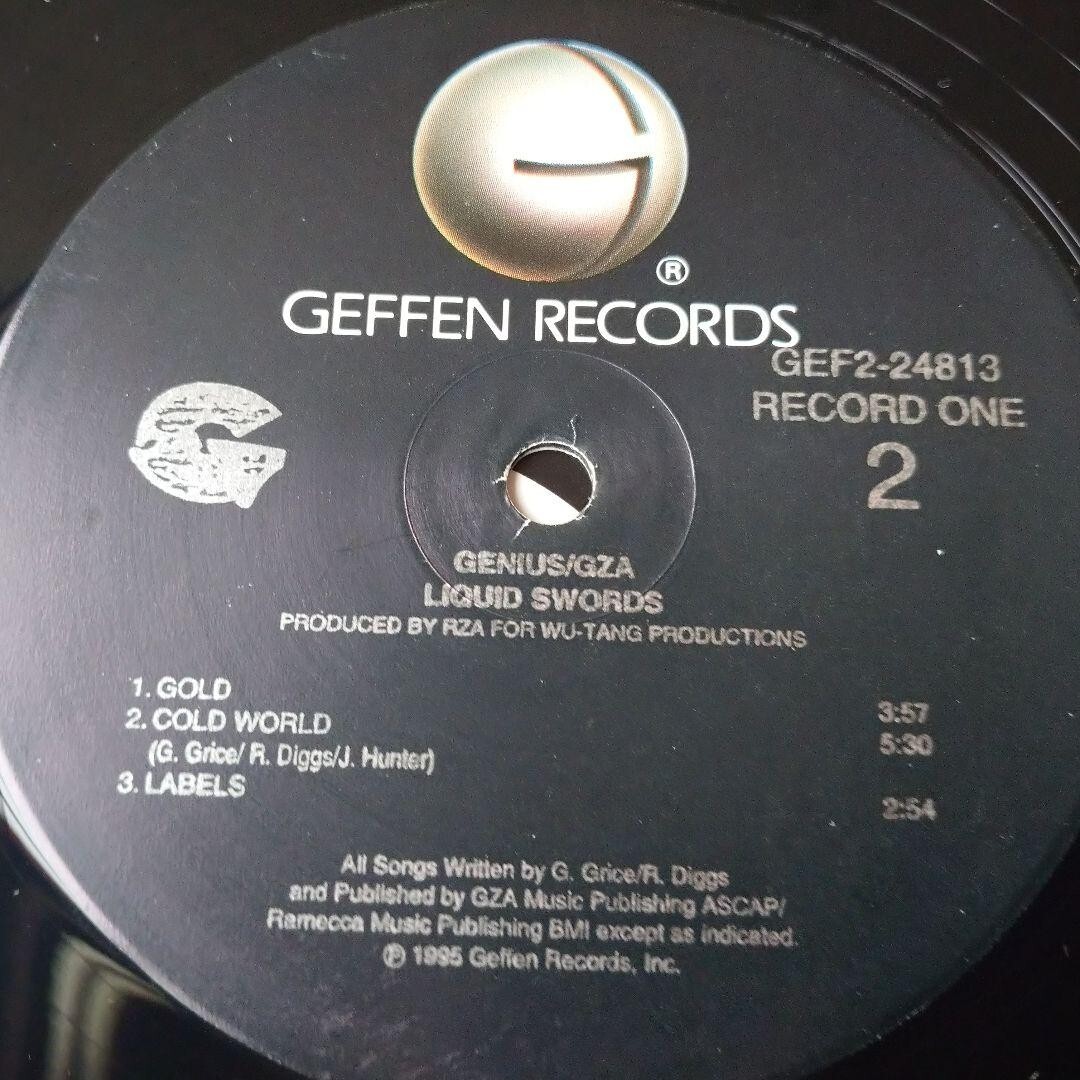 ®
GEFFEN RECORDS
GEF2-24813
RECORD ONE
2
GENIUS/GZA
LIQUID SWORDS
PRODUCED BY RZA FOR WU-TANG PRODUCTIONS
1. GOLD 3:57
2. COLD WORLD 5:30
(G. Grice/ R. Diggs/J. Hunter)
3. LABELS 2:54
All Songs Written by G. Grice/R. Diggs
and Published by GZA Music Publishing ASCAP/
Ramecca Music Publishing BMI except as indicated.
℗ 1995 Geffen Records, Inc.